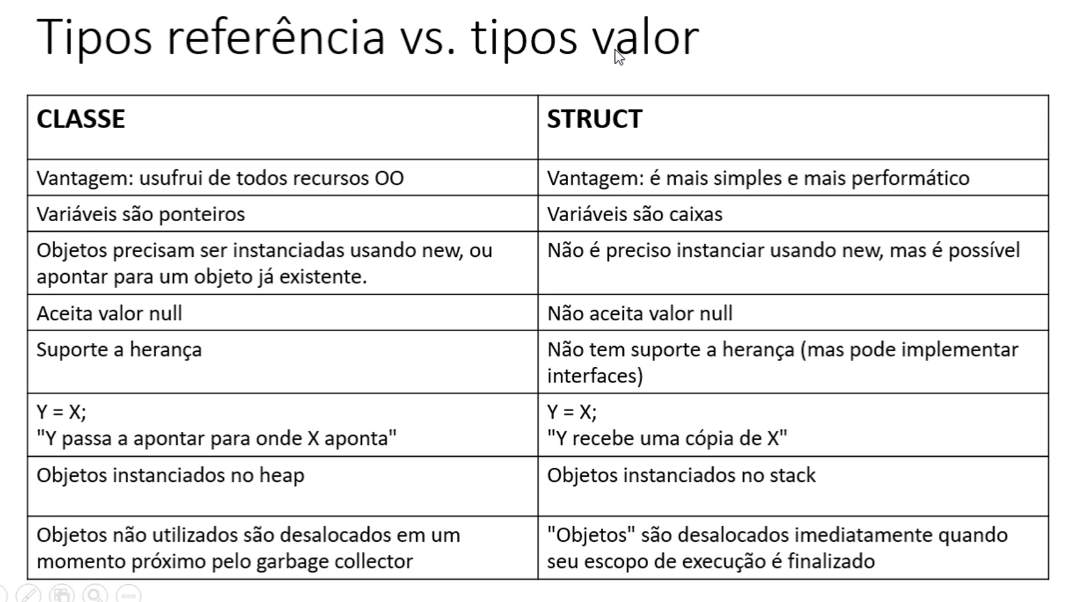 Tipos referência vs. tipos valor
CLASSE
STRUCT
Vantagem: usufrui de todos recursos OO
Vantagem: é mais simples e mais performático
Variáveis são ponteiros
Variáveis são caixas
Objetos precisam ser instanciadas usando new, ou
apontar para um objeto já existente.
Não é preciso instanciar usando new, mas é possível
Aceita valor null
Não aceita valor null
Suporte a herança
Não tem suporte a herança (mas pode implementar
interfaces)
Y = X;
"Y passa a apontar para onde X aponta"
Y = X;
"Y recebe uma cópia de X"
Objetos instanciados no heap
Objetos instanciados no stack
Objetos não utilizados são desalocados em um
momento próximo pelo garbage collector
"Objetos" são desalocados imediatamente quando
seu escopo de execução é finalizado